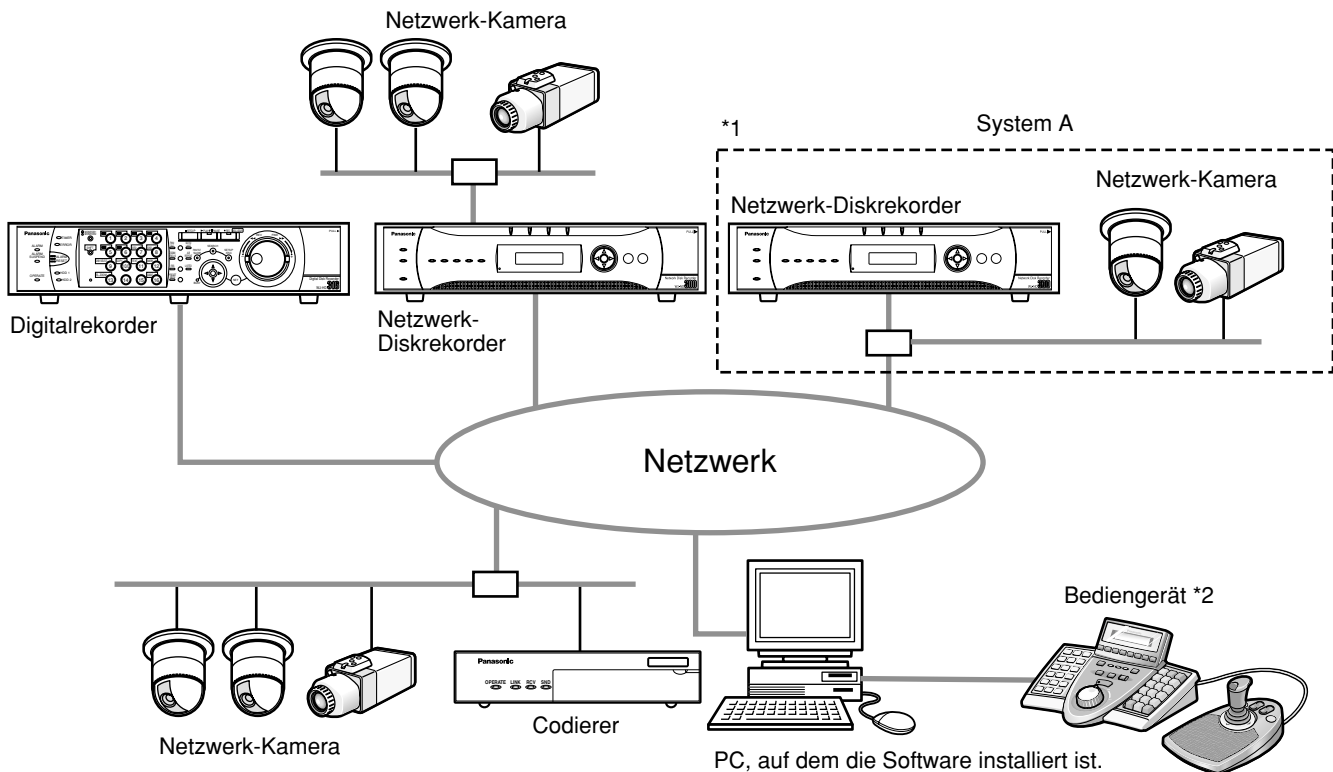 Netzwerk-Kamera
*1
System A
Netzwerk-Kamera
Netzwerk-Diskrekorder
Panasonic
Panasonic
Panasonic
Digitalrekorder
Netzwerk-
Diskrekorder
Netzwerk
Bediengerät *2
Panasonic
OPERATE LINK RCV SND
Codierer
Netzwerk-Kamera
PC, auf dem die Software installiert ist.